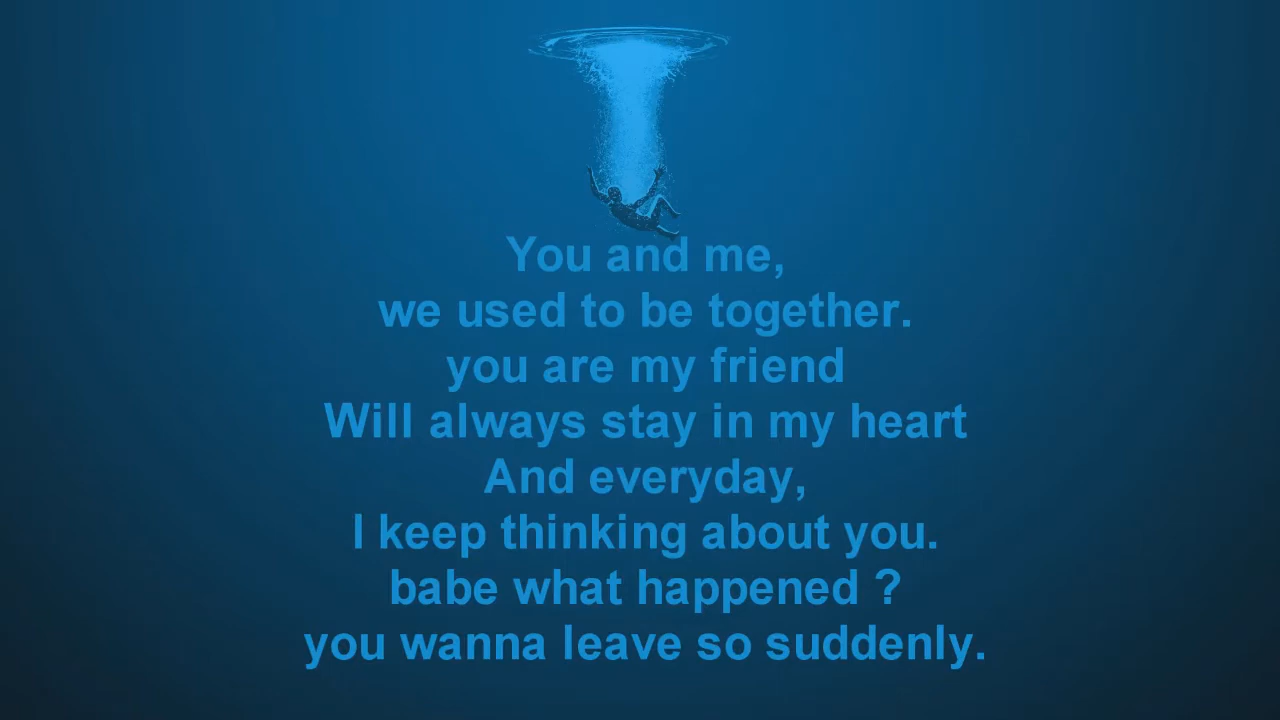 You and me,
we used to be together.
you are my friend
Will always stay in my heart
And everyday,
I keep thinking about you.
babe what happened ?
you wanna leave so suddenly.